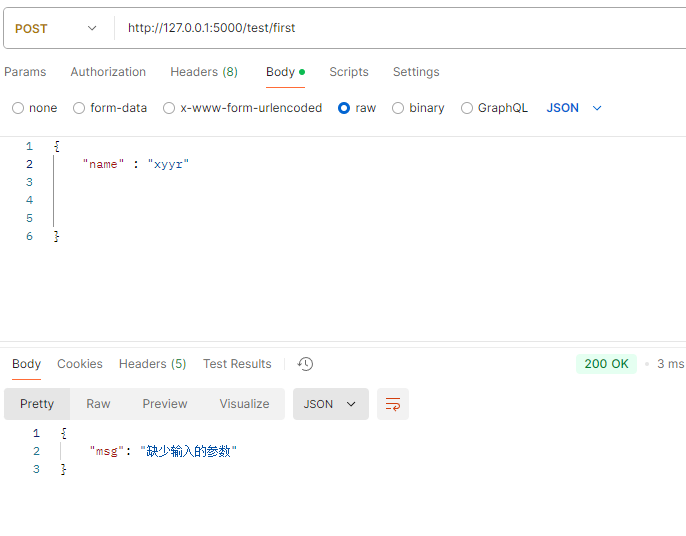 POST http://127.0.0.1:5000/test/first
Params Authorization Headers (8) Body Scripts Settings
none form-data x-www-form-urlencoded raw binary GraphQL JSON
1 {
2 "name" : "xyyr"
3
4
5
6 }
Body Cookies Headers (5) Test Results 200 OK 3 ms
Pretty Raw Preview Visualize JSON
1 {
2 "msg": "缺少输入的参数"
3 }